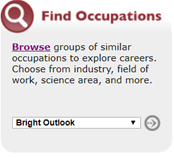 Find Occupations
Browse groups of similar
occupations to explore careers.
Choose from industry, field of
work, science area, and more.
Bright Outlook